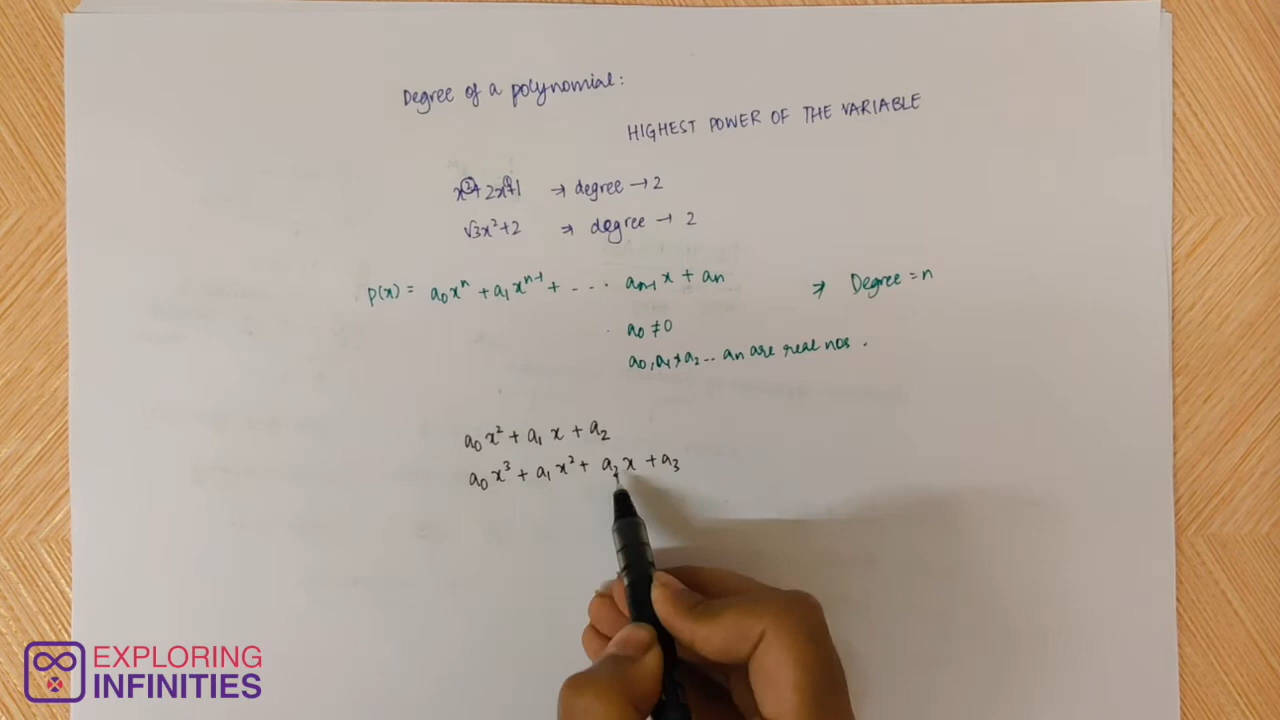 Degree of a polynomial:
HIGHEST POWER OF THE VARIABLE
x²+2x¹+1 ⇒ degree → 2
√3x²+2 ⇒ degree → 2
p(x) = a₀xⁿ + a₁xⁿ⁻¹ + - - . . . aₙ₋₁x + aₙ ⇒ Degree = n
a₀ ≠ 0
a₀, a₁, a₂ ... aₙ are real nos.
a₀x² + a₁x + a₂
a₀x³ + a₁x² + a₂x + a₃
EXPLORING
INFINITIES